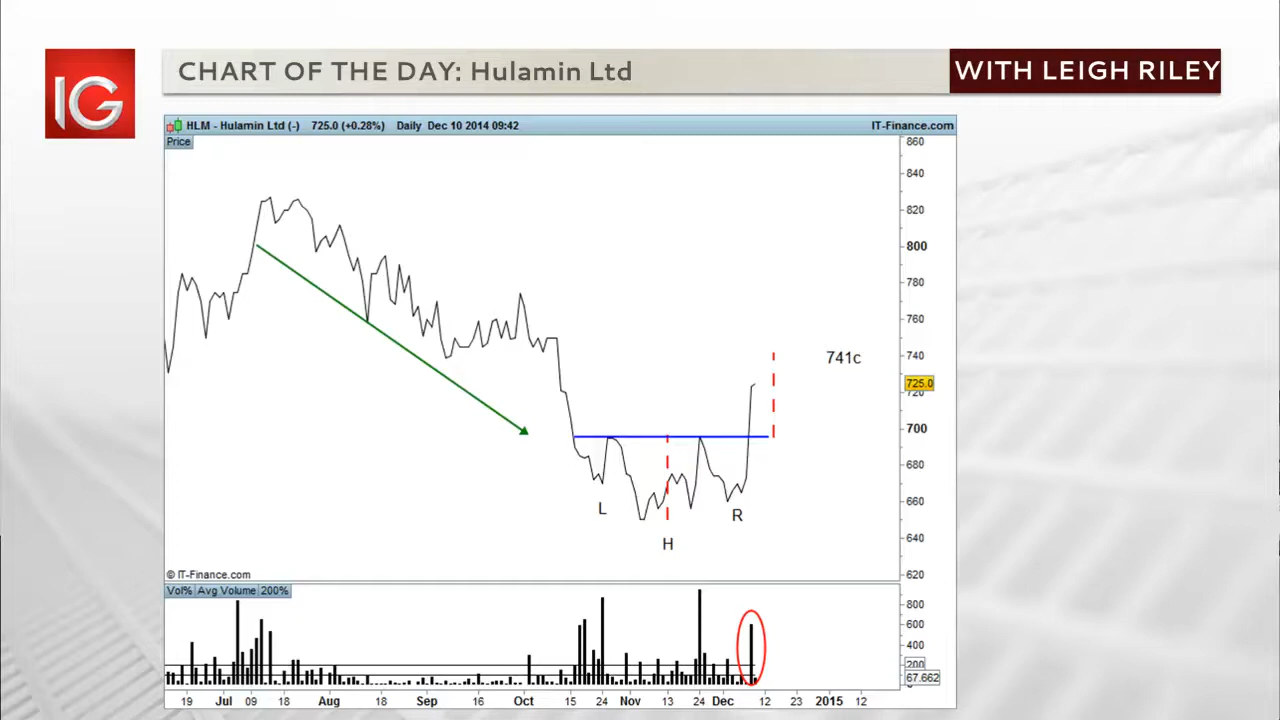 IG
CHART OF THE DAY: Hulamin Ltd
WITH LEIGH RILEY
HLM - Hulamin Ltd (-) 725.0 (+0.28%) Daily Dec 10 2014 09:42
IT-Finance.com
Price
860
840
820
800
780
760
740
725.0
720
700
680
660
640
620
741c
L
H
R
© IT-Finance.com
Vol% Avg Volume 200%
800
600
400
200
67.662
19 Jul 09 18 Aug 18 Sep 16 Oct 15 24 Nov 13 24 Dec 12 23 2015 12